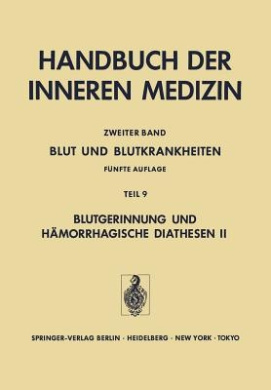 HANDBUCH DER
INNEREN MEDIZIN
ZWEITER BAND
BLUT UND BLUTKRANKHEITEN
FÜNFTE AUFLAGE
TEIL 9
BLUTGERINNUNG UND
HÄMORRHAGISCHE DIATHESEN II
SPRINGER-VERLAG BERLIN · HEIDELBERG · NEW YORK · TOKYO